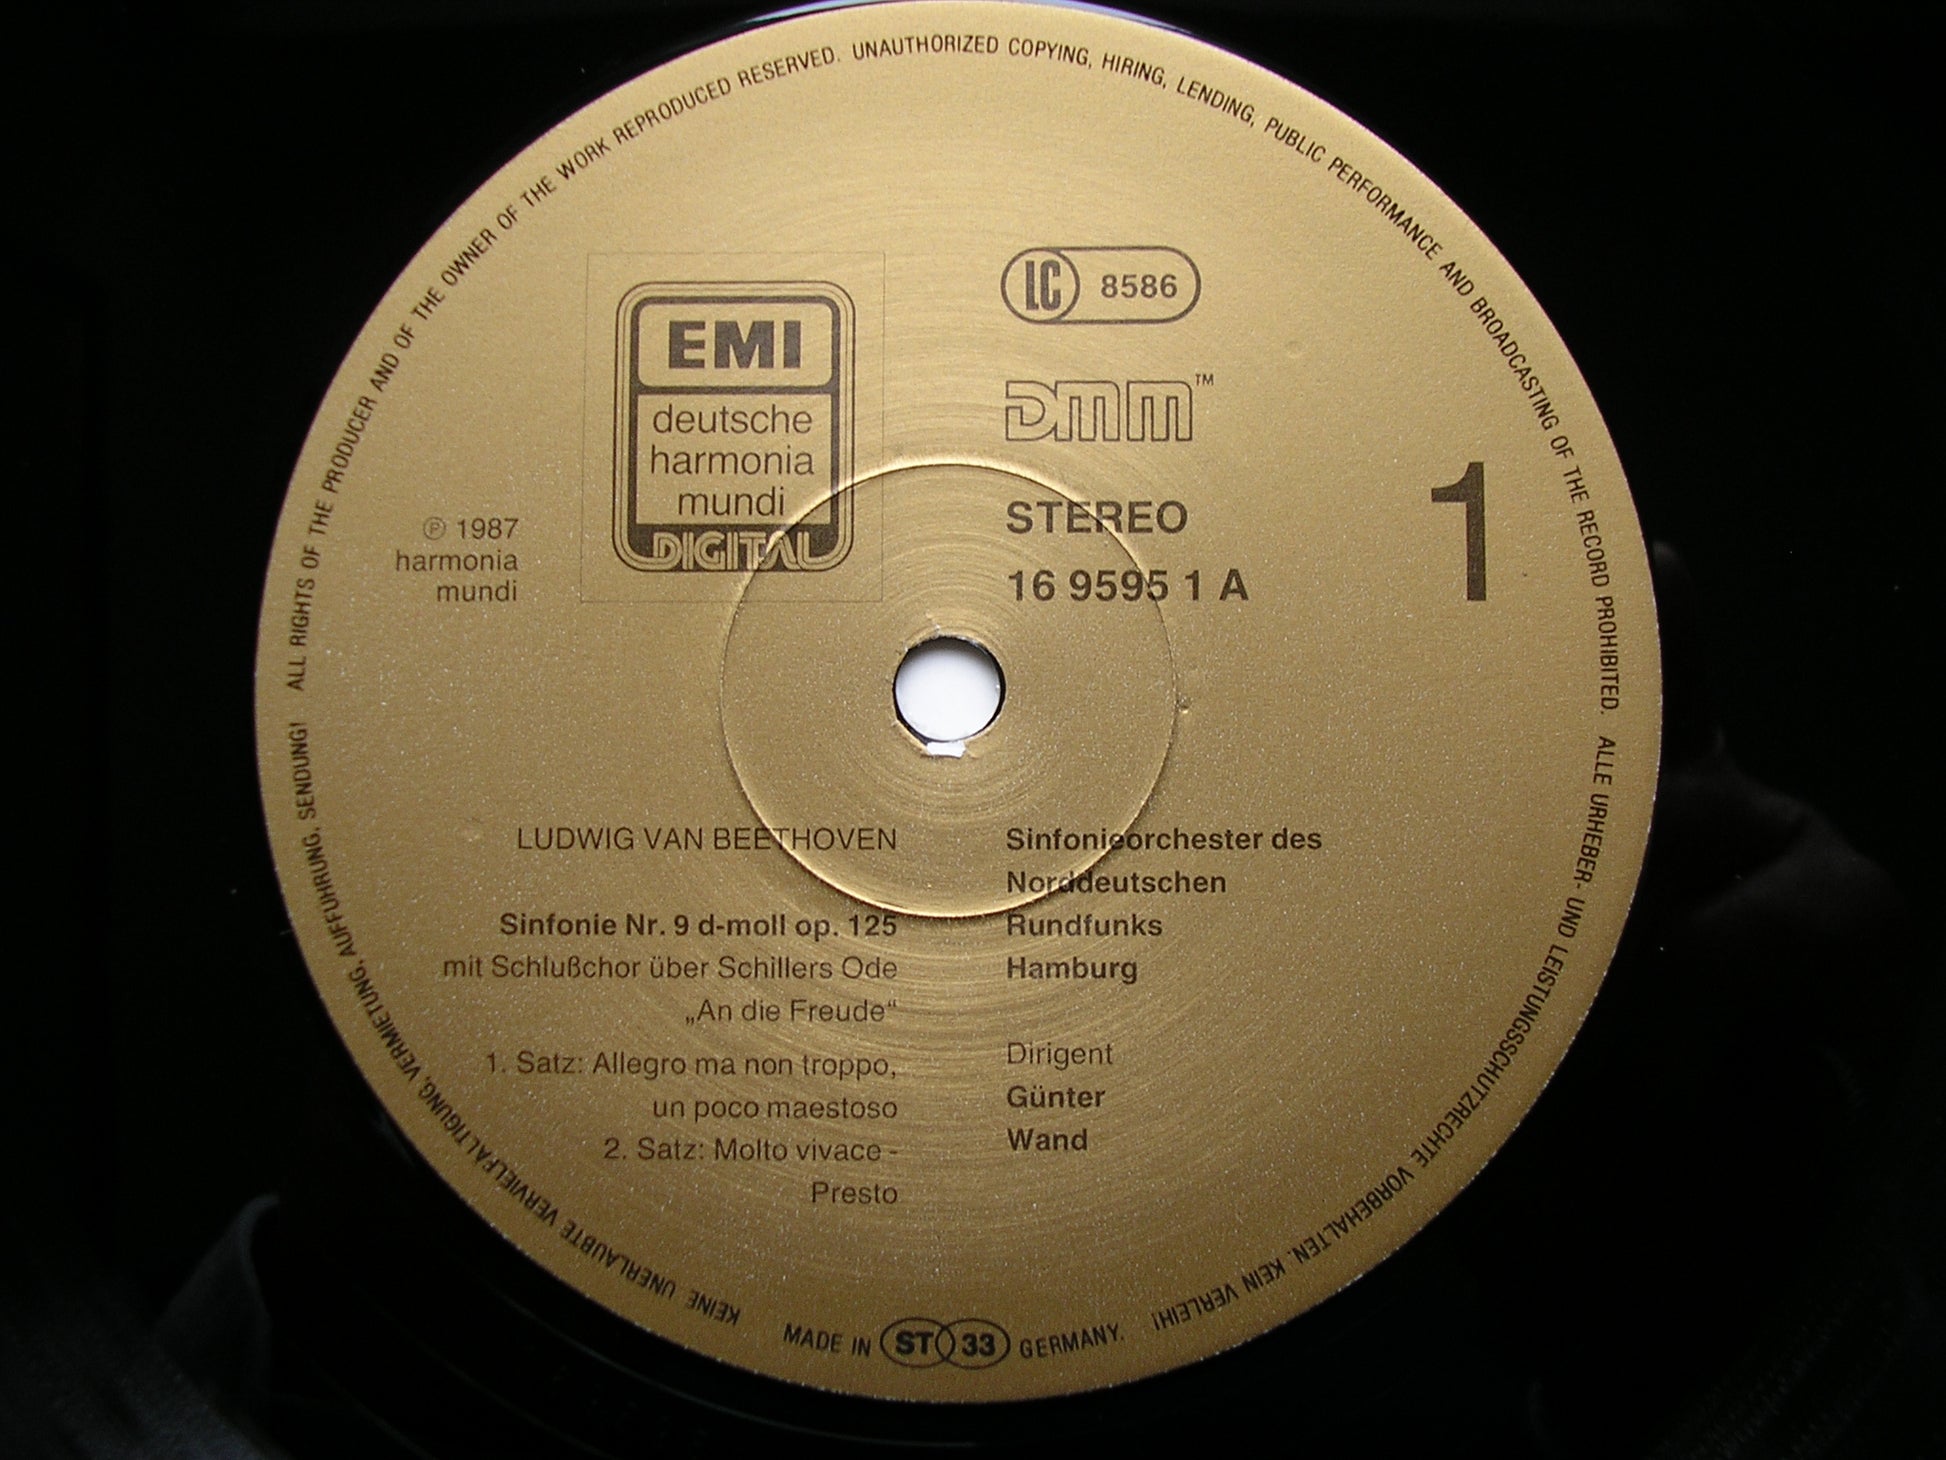 ALL RIGHTS OF THE PRODUCER AND OF THE OWNER OF THE WORK REPRODUCED RESERVED. UNAUTHORIZED COPYING, HIRING, LENDING, PUBLIC PERFORMANCE AND BROADCASTING OF THE RECORD PROHIBITED.
ALLE URHEBER- UND LEISTUNGSSCHUTZRECHTE VORBEHALTEN. KEIN VERLEIH!
KEINE UNERLAUBTE VERVIELFÄLTIGUNG, VERMIETUNG, AUFFÜHRUNG, SENDUNG!
EMI
deutsche
harmonia
mundi
DIGITAL
℗ 1987
harmonia
mundi
LC 8586
DMM™
STEREO
16 9595 1 A
1
LUDWIG VAN BEETHOVEN
Sinfonie Nr. 9 d-moll op. 125
mit Schlußchor über Schillers Ode
„An die Freude“
1. Satz: Allegro ma non troppo,
un poco maestoso
2. Satz: Molto vivace -
Presto
Sinfonieorchester des
Norddeutschen
Rundfunks
Hamburg
Dirigent
Günter
Wand
MADE IN ST 33 GERMANY.